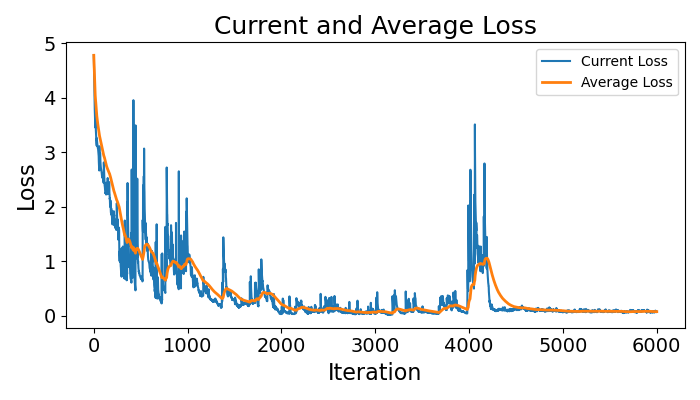 Current and Average Loss
Current Loss
Average Loss
Loss
5
4
3
2
1
0
0 1000 2000 3000 4000 5000 6000
Iteration